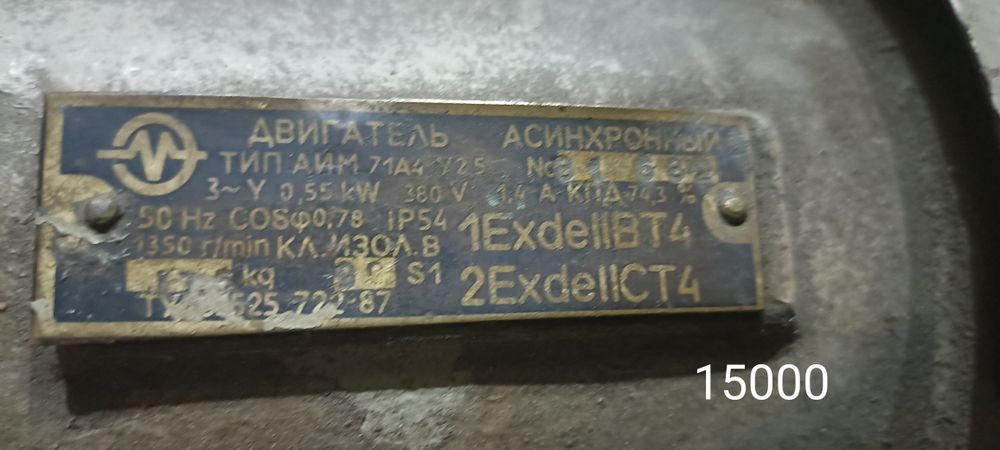 ДВИГАТЕЛЬ АСИНХРОННЫЙ
ТИП АИМ 71А4 У2.5 №
3~ Y 0,55 kW 380 V 1,4 А КПД 74,3 %
50 Hz COSφ0,78 IP54
1350 r/min КЛ. ИЗОЛ. В
1ExdeIIBT4
kg S1
2ExdeIICT4
ТУ 525 722-87
15000